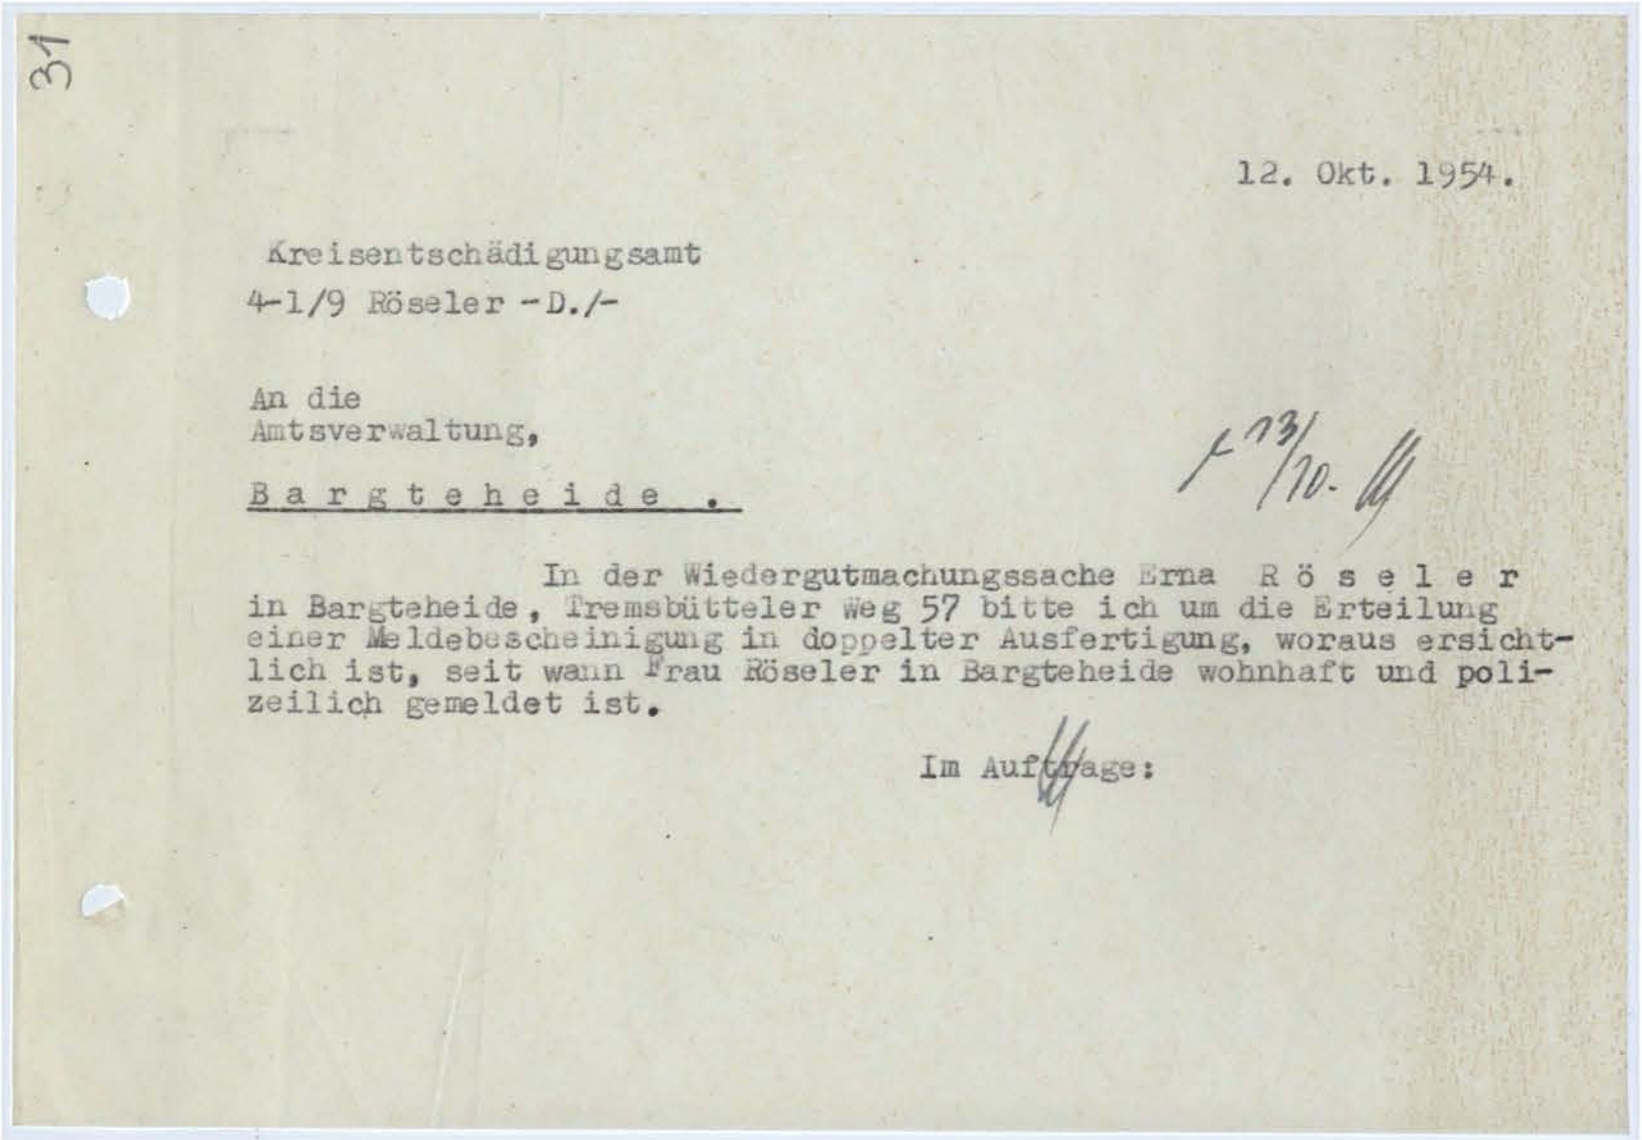 31
12. Okt. 1954.
Kreisentschädigungsamt
4-1/9 Röseler -D./-
An die
Amtsverwaltung,
B a r g t e h e i d e .
13/10.
In der Wiedergutmachungssache Erna R ö s e l e r
in Bargteheide, Tremsbütteler Weg 57 bitte ich um die Erteilung
einer Meldebescheinigung in doppelter Ausfertigung, woraus ersicht-
lich ist, seit wann Frau Röseler in Bargteheide wohnhaft und poli-
zeilich gemeldet ist.
Im Auftrage: